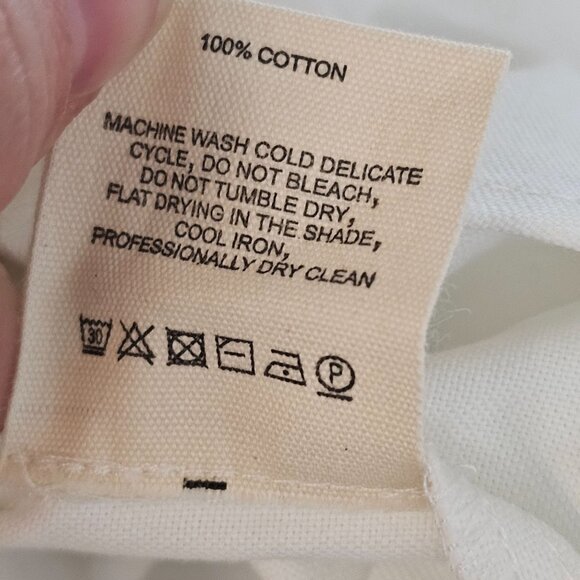 100% COTTON
MACHINE WASH COLD DELICATE
CYCLE, DO NOT BLEACH,
DO NOT TUMBLE DRY,
FLAT DRYING IN THE SHADE,
COOL IRON,
PROFESSIONALLY DRY CLEAN
30 P